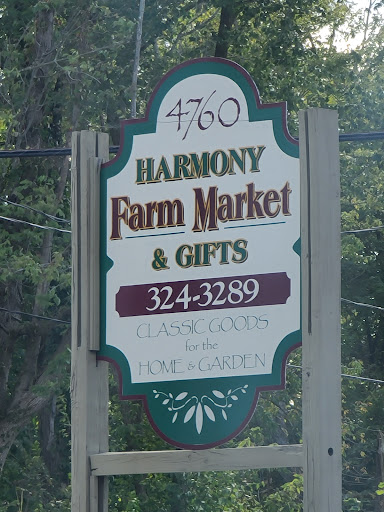 4760
HARMONY
Farm Market
& GIFTS
324-3289
CLASSIC GOODS
for the
HOME & GARDEN